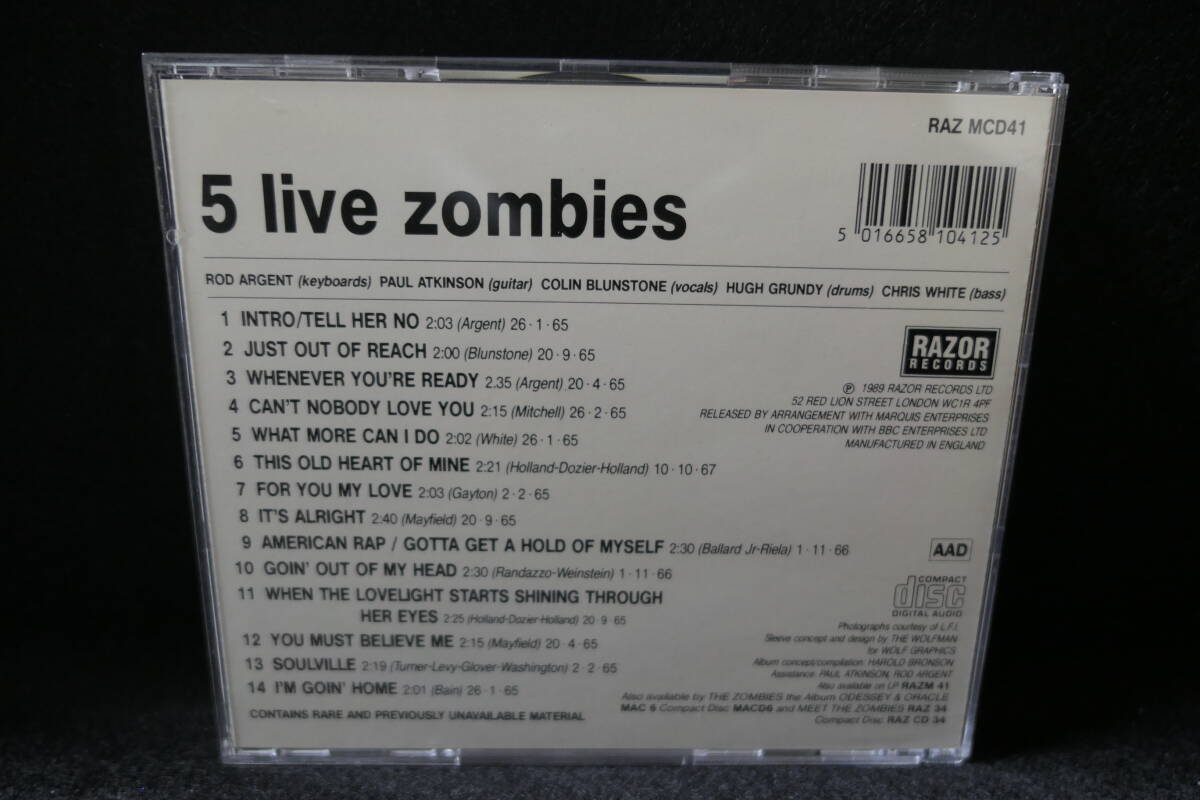 RAZ MCD41
5 live zombies
5 016658 104125
ROD ARGENT (keyboards) PAUL ATKINSON (guitar) COLIN BLUNSTONE (vocals) HUGH GRUNDY (drums) CHRIS WHITE (bass)
1 INTRO/TELL HER NO 2:03 (Argent) 26·1·65
2 JUST OUT OF REACH 2:00 (Blunstone) 20·9·65
3 WHENEVER YOU'RE READY 2.35 (Argent) 20·4·65
4 CAN'T NOBODY LOVE YOU 2:15 (Mitchell) 26·2·65
5 WHAT MORE CAN I DO 2:02 (White) 26·1·65
6 THIS OLD HEART OF MINE 2:21 (Holland-Dozier-Holland) 10·10·67
7 FOR YOU MY LOVE 2:03 (Gayton) 2·2·65
8 IT'S ALRIGHT 2:40 (Mayfield) 20·9·65
9 AMERICAN RAP / GOTTA GET A HOLD OF MYSELF 2:30 (Ballard Jr-Riela) 1·11·66
10 GOIN' OUT OF MY HEAD 2:30 (Randazzo-Weinstein) 1·11·66
11 WHEN THE LOVELIGHT STARTS SHINING THROUGH
HER EYES 2:25 (Holland-Dozier-Holland) 20·9·65
12 YOU MUST BELIEVE ME 2:15 (Mayfield) 20·4·65
13 SOULVILLE 2:19 (Turner-Levy-Glover-Washington) 2·2·65
14 I'M GOIN' HOME 2:01 (Bain) 26·1·65
CONTAINS RARE AND PREVIOUSLY UNAVAILABLE MATERIAL
RAZOR
RECORDS
℗ 1989 RAZOR RECORDS LTD
52 RED LION STREET LONDON WC1R 4PF
RELEASED BY ARRANGEMENT WITH MARQUIS ENTERPRISES
IN COOPERATION WITH BBC ENTERPRISES LTD
MANUFACTURED IN ENGLAND
AAD
COMPACT
disc
DIGITAL AUDIO
Photographs courtesy of L.F.I.
Sleeve concept and design by THE WOLFMAN
for WOLF GRAPHICS
Album concept/compilation: HAROLD BRONSON
Assistance: PAUL ATKINSON, ROD ARGENT
Also available on LP RAZM 41
Also available by THE ZOMBIES the Album ODESSEY & ORACLE
MAC 6 Compact Disc MACD6 and MEET THE ZOMBIES RAZ 34
Compact Disc RAZ CD 34